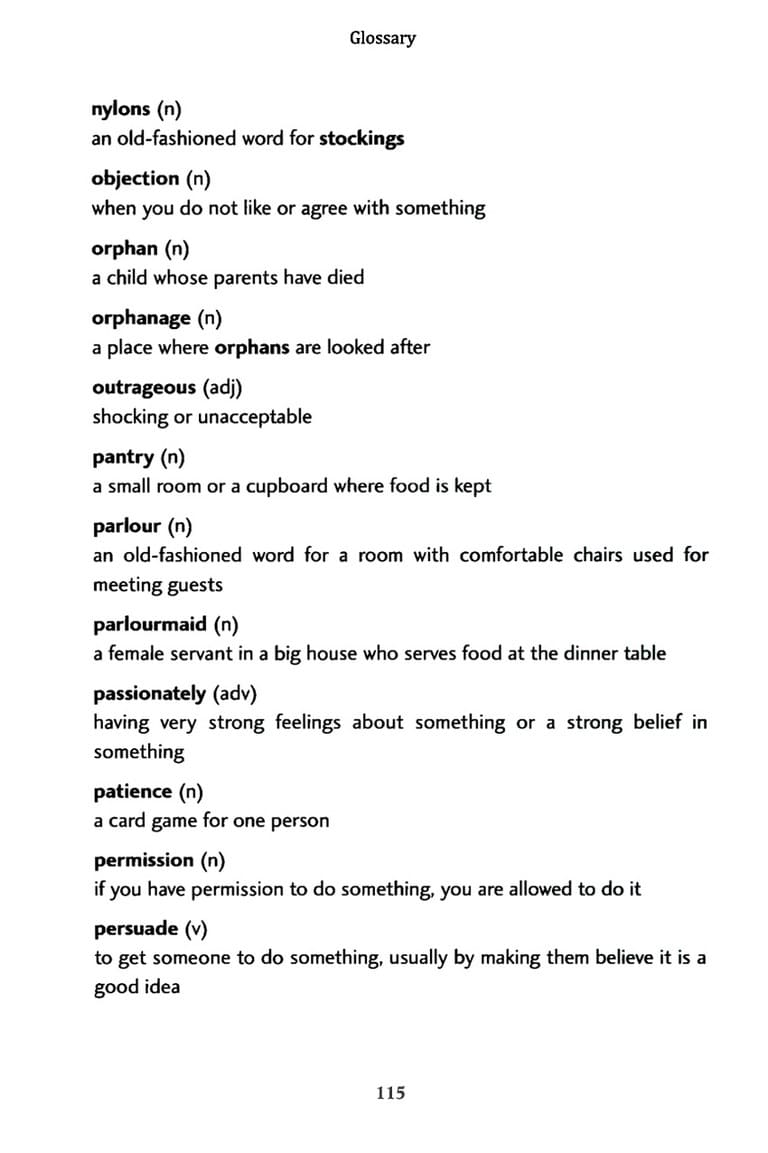 Glossary
nylons (n)
an old-fashioned word for stockings
objection (n)
when you do not like or agree with something
orphan (n)
a child whose parents have died
orphanage (n)
a place where orphans are looked after
outrageous (adj)
shocking or unacceptable
pantry (n)
a small room or a cupboard where food is kept
parlour (n)
an old-fashioned word for a room with comfortable chairs used for
meeting guests
parlourmaid (n)
a female servant in a big house who serves food at the dinner table
passionately (adv)
having very strong feelings about something or a strong belief in
something
patience (n)
a card game for one person
permission (n)
if you have permission to do something, you are allowed to do it
persuade (v)
to get someone to do something, usually by making them believe it is a
good idea
115